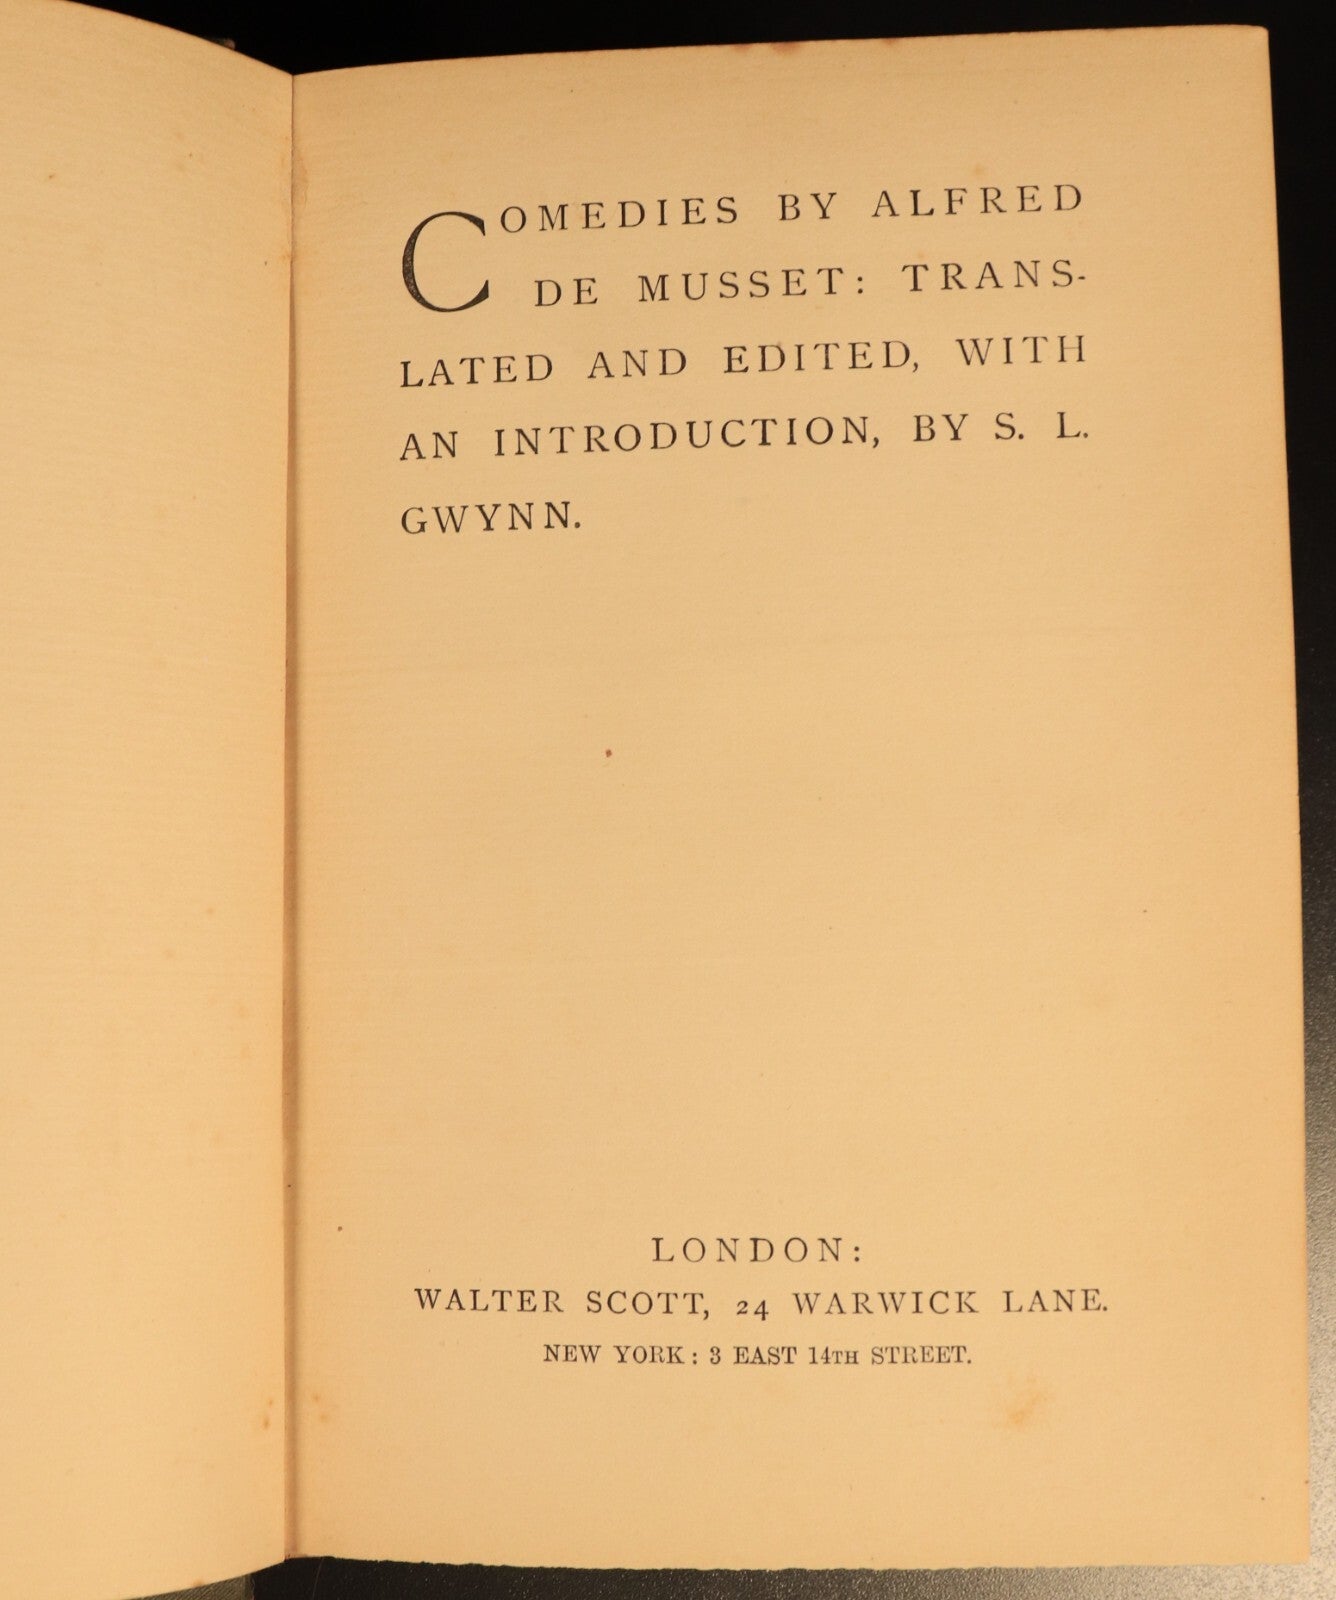 COMEDIES BY ALFRED
DE MUSSET: TRANS-
LATED AND EDITED, WITH
AN INTRODUCTION, BY S. L.
GWYNN.
LONDON:
WALTER SCOTT, 24 WARWICK LANE.
NEW YORK: 3 EAST 14TH STREET.